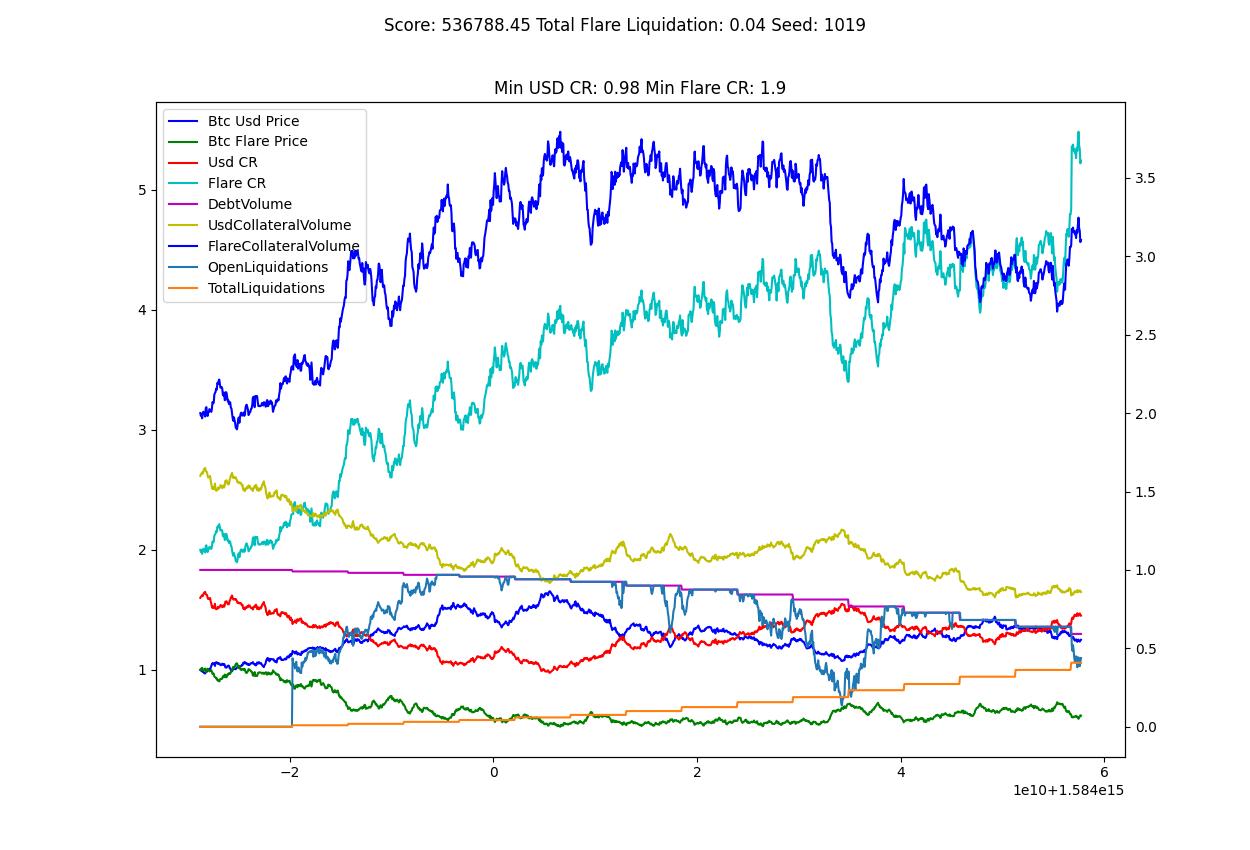 Score: 536788.45 Total Flare Liquidation: 0.04 Seed: 1019
Min USD CR: 0.98 Min Flare CR: 1.9
Btc Usd Price
Btc Flare Price
Usd CR
Flare CR
DebtVolume
UsdCollateralVolume
FlareCollateralVolume
OpenLiquidations
TotalLiquidations
5
4
3
2
1
3.5
3.0
2.5
2.0
1.5
1.0
0.5
0.0
−2 0 2 4 6
1e10+1.584e15